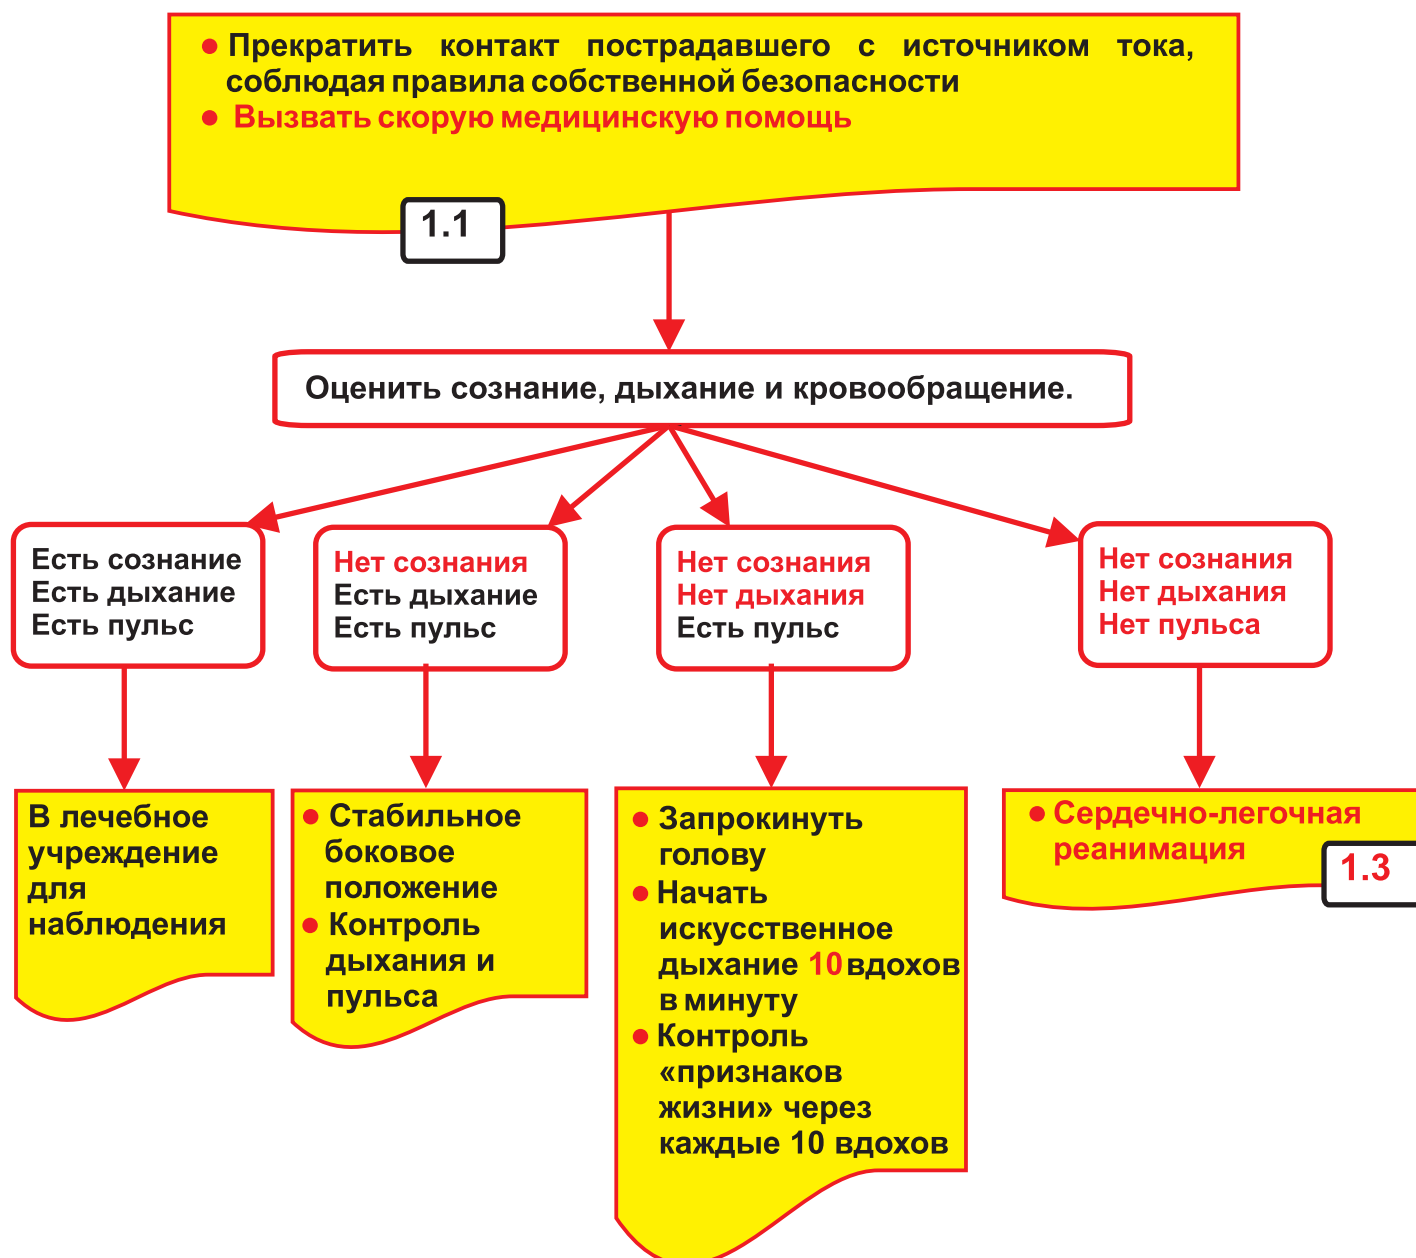 ● Прекратить контакт пострадавшего с источником тока,
соблюдая правила собственной безопасности
● Вызвать скорую медицинскую помощь
1.1
Оценить сознание, дыхание и кровообращение.
Есть сознание
Есть дыхание
Есть пульс
Нет сознания
Есть дыхание
Есть пульс
Нет сознания
Нет дыхания
Есть пульс
Нет сознания
Нет дыхания
Нет пульса
В лечебное
учреждение
для
наблюдения
● Стабильное
боковое
положение
● Контроль
дыхания и
пульса
● Запрокинуть
голову
● Начать
искусственное
дыхание 10 вдохов
в минуту
● Контроль
«признаков
жизни» через
каждые 10 вдохов
● Сердечно-легочная
реанимация
1.3